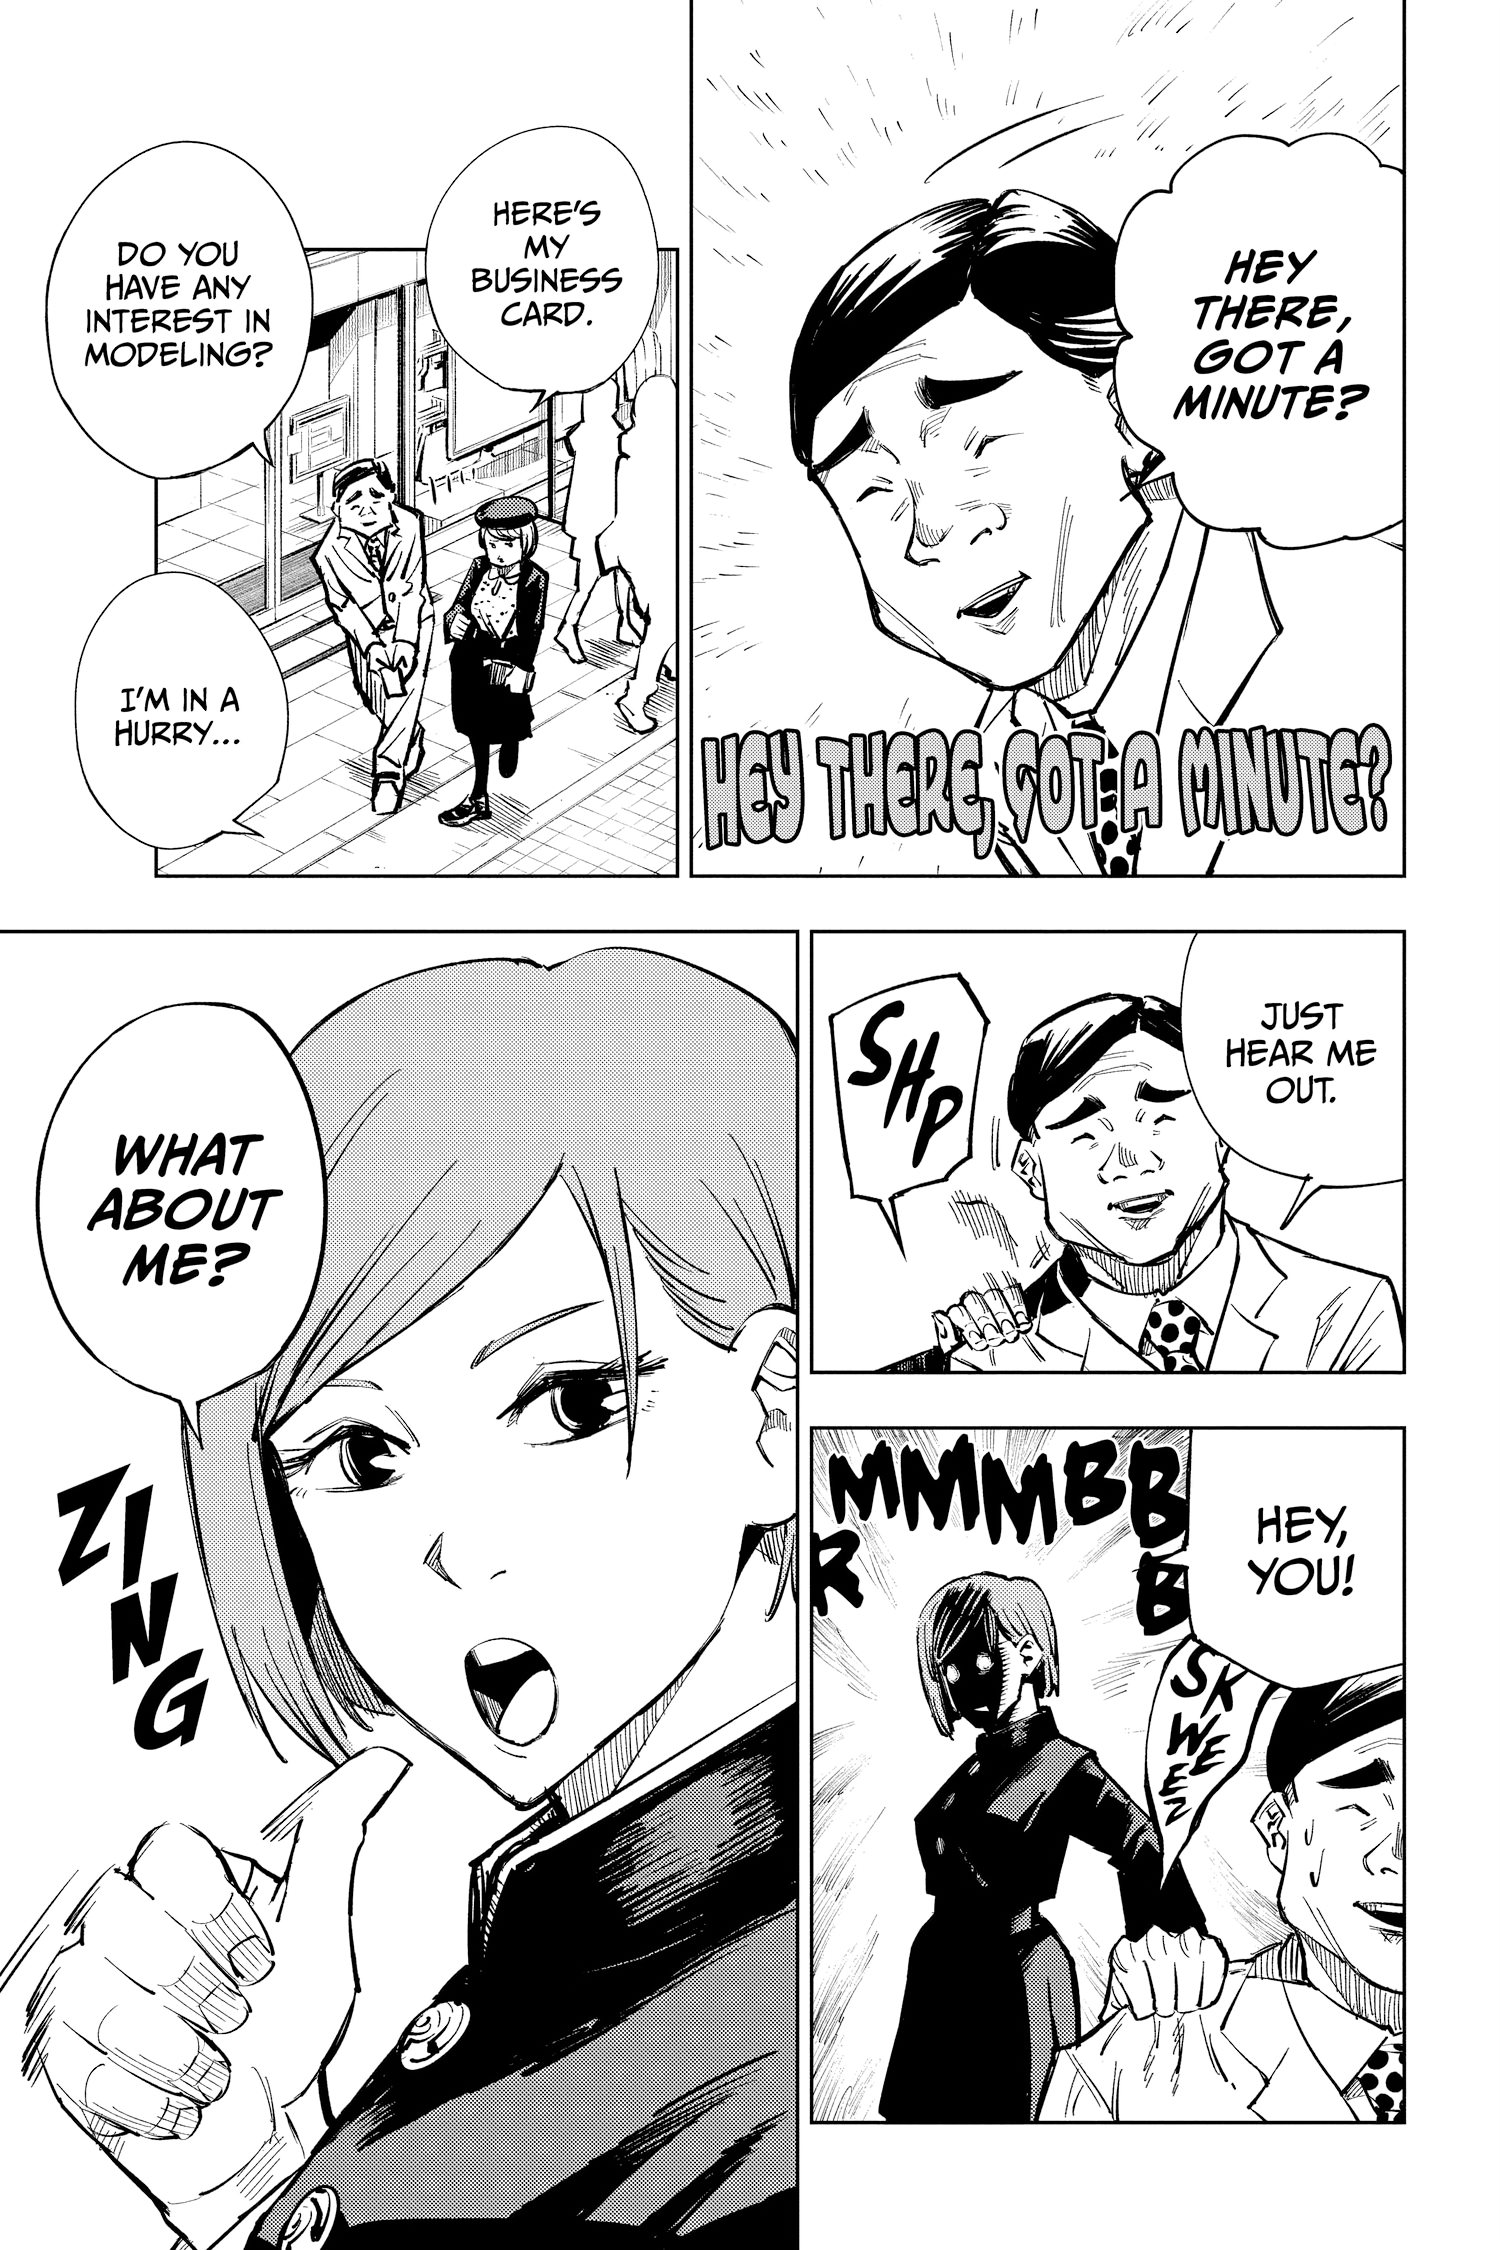 HEY
THERE,
GOT A
MINUTE?
HEY THERE, GOT A MINUTE?
HERE'S
MY
BUSINESS
CARD.
DO YOU
HAVE ANY
INTEREST IN
MODELING?
I'M IN A
HURRY...
JUST
HEAR ME
OUT.
SHP
HEY,
YOU!
RMMMMBBB
SKWEEZ
WHAT
ABOUT
ME?
ZING